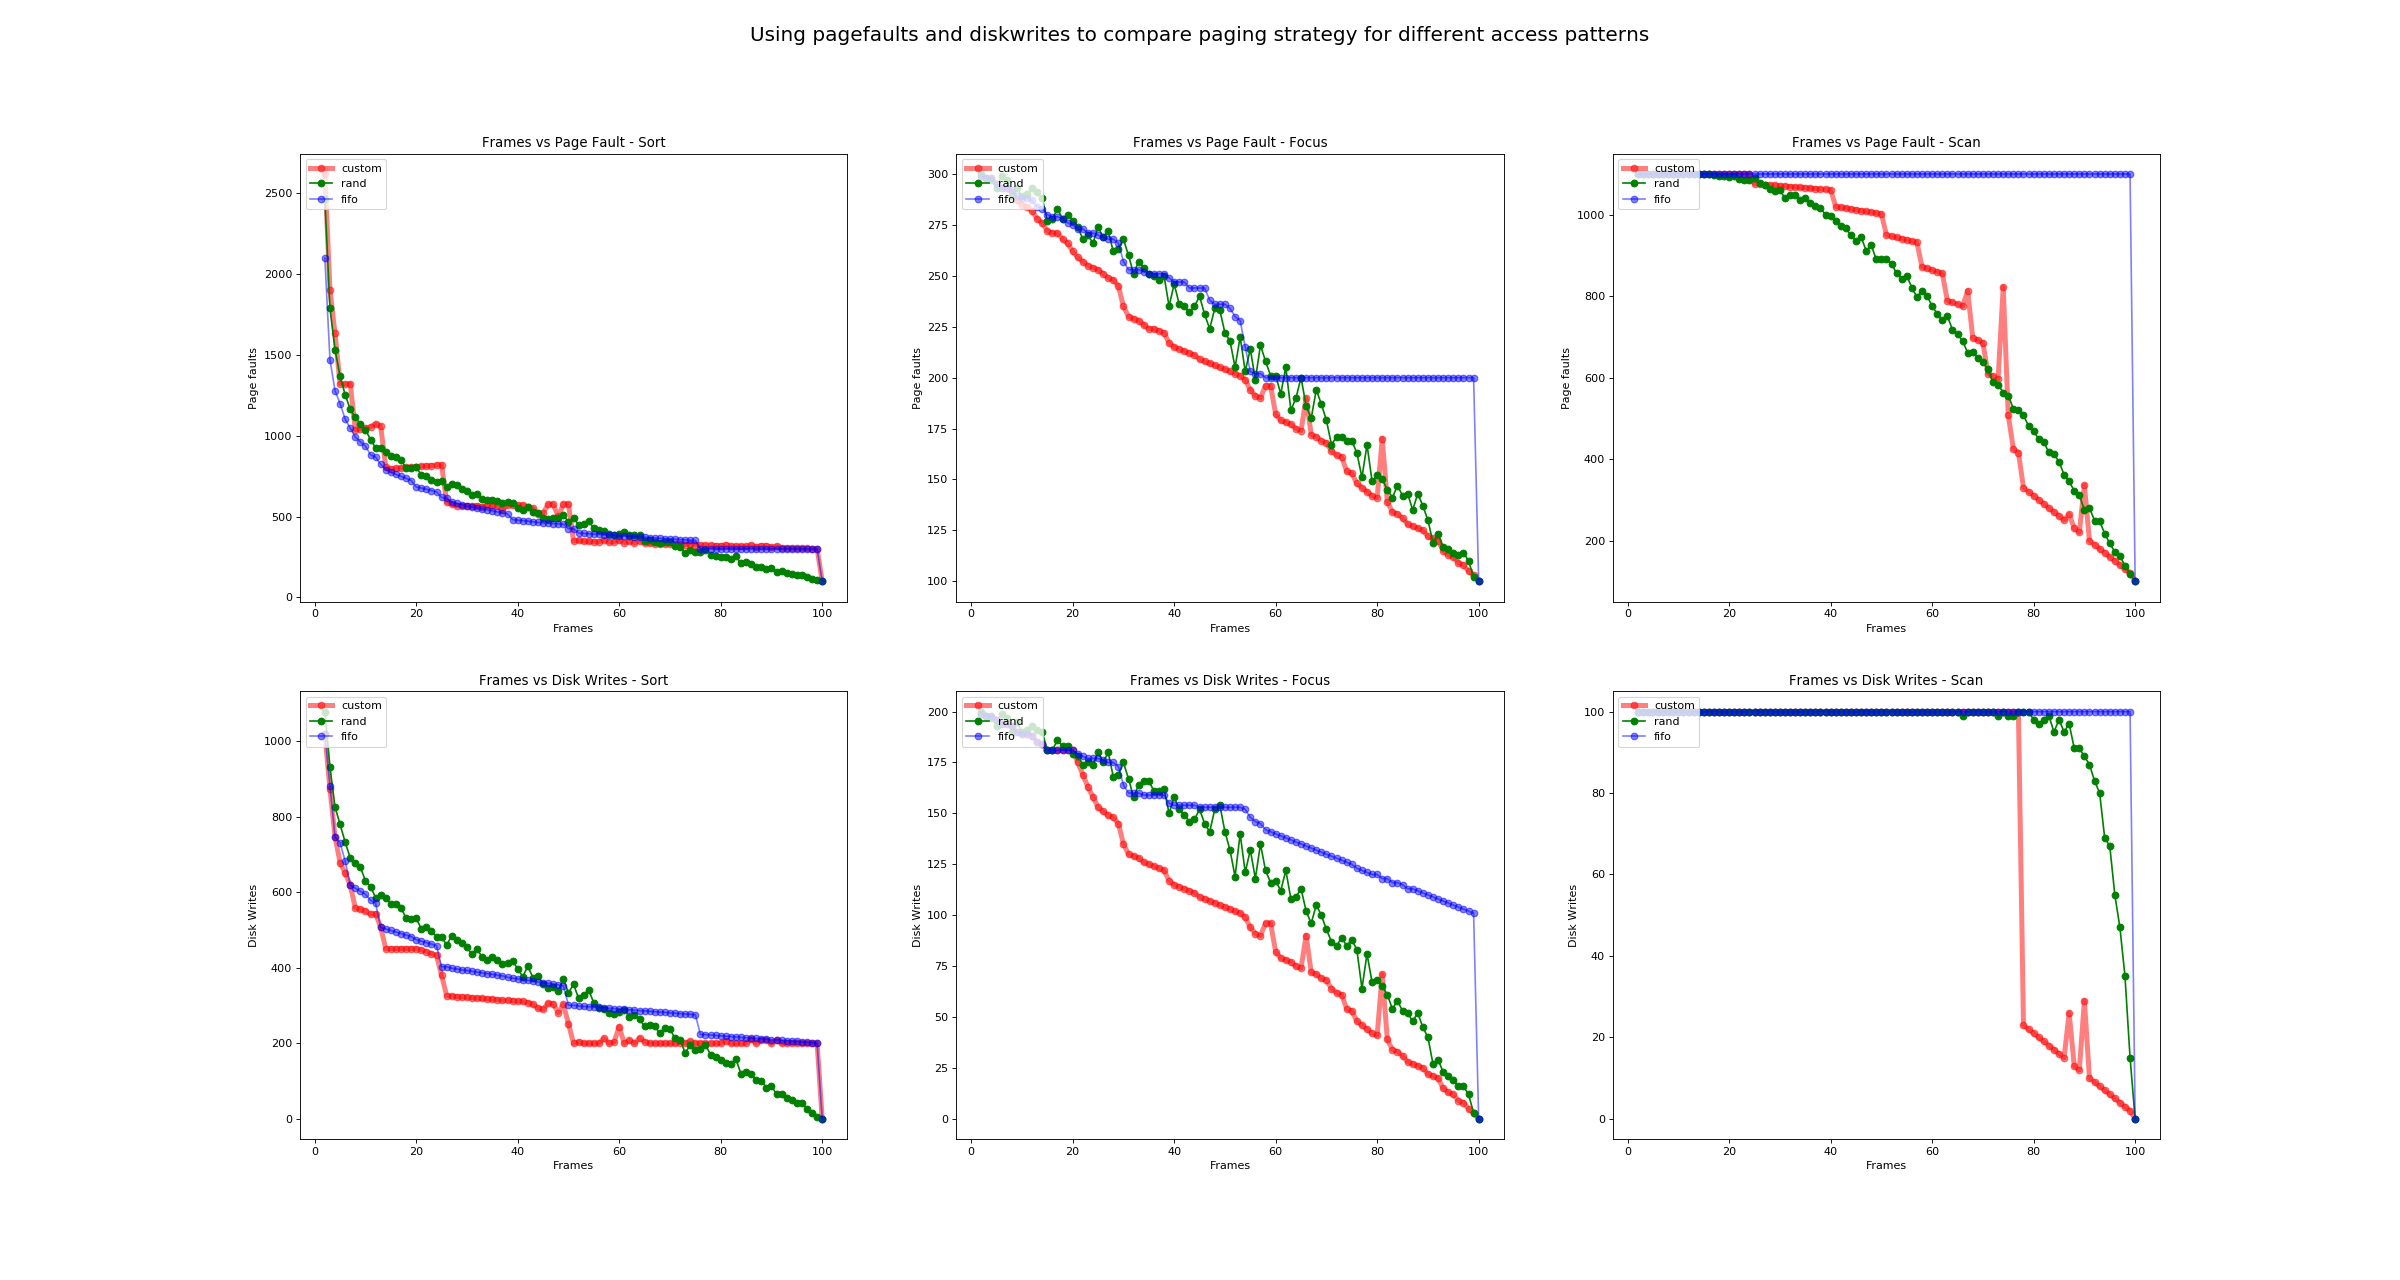 Using pagefaults and diskwrites to compare paging strategy for different access patterns
Frames vs Page Fault - Sort
custom
rand
fifo
2500
2000
1500
1000
500
0
Page faults
0 20 40 60 80 100
Frames
Frames vs Page Fault - Focus
custom
rand
fifo
300
275
250
225
200
175
150
125
100
Page faults
0 20 40 60 80 100
Frames
Frames vs Page Fault - Scan
custom
rand
fifo
1000
800
600
400
200
Page faults
0 20 40 60 80 100
Frames
Frames vs Disk Writes - Sort
custom
rand
fifo
1000
800
600
400
200
0
Disk Writes
0 20 40 60 80 100
Frames
Frames vs Disk Writes - Focus
custom
rand
fifo
200
175
150
125
100
75
50
25
0
Disk Writes
0 20 40 60 80 100
Frames
Frames vs Disk Writes - Scan
custom
rand
fifo
100
80
60
40
20
0
Disk Writes
0 20 40 60 80 100
Frames